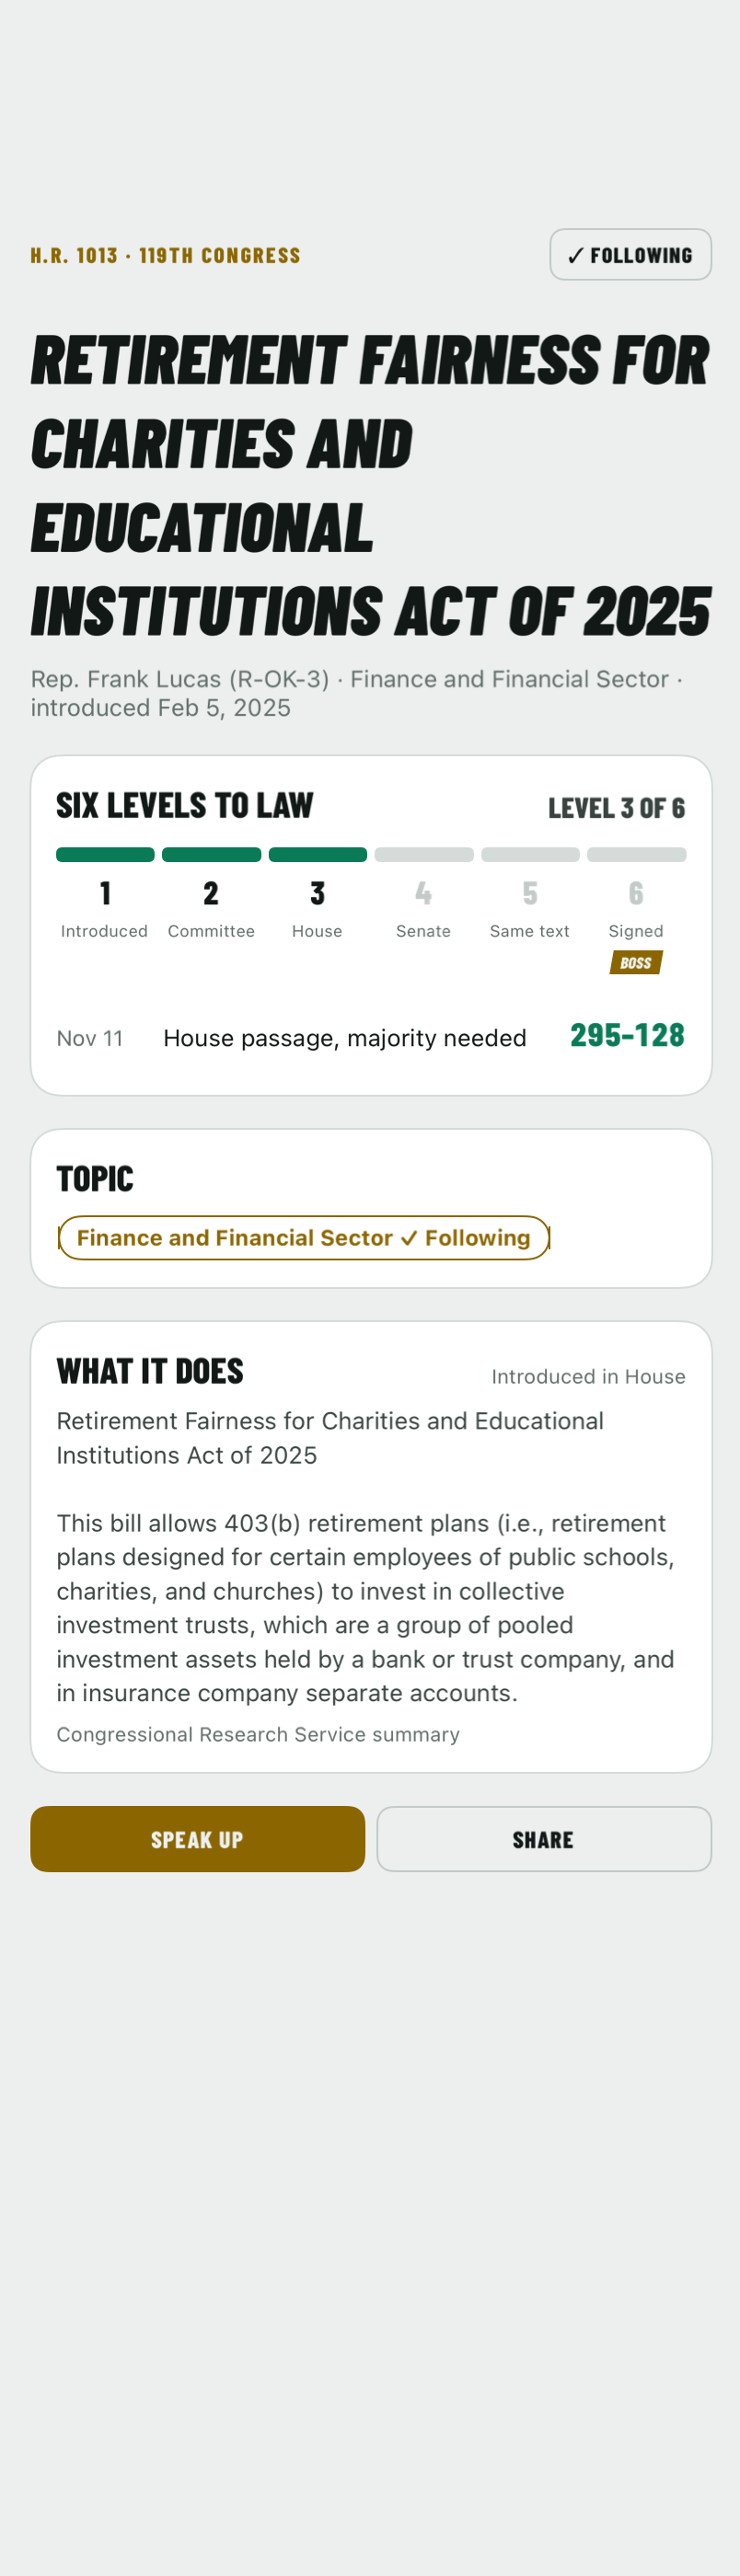 H.R. 1013 · 119TH CONGRESS
✓ FOLLOWING
RETIREMENT FAIRNESS FOR
CHARITIES AND
EDUCATIONAL
INSTITUTIONS ACT OF 2025
Rep. Frank Lucas (R-OK-3) · Finance and Financial Sector ·
introduced Feb 5, 2025
SIX LEVELS TO LAW
LEVEL 3 OF 6
1 2 3 4 5 6
Introduced Committee House Senate Same text Signed
BOSS
Nov 11 House passage, majority needed 295–128
TOPIC
Finance and Financial Sector ✓ Following
WHAT IT DOES
Introduced in House
Retirement Fairness for Charities and Educational
Institutions Act of 2025
This bill allows 403(b) retirement plans (i.e., retirement
plans designed for certain employees of public schools,
charities, and churches) to invest in collective
investment trusts, which are a group of pooled
investment assets held by a bank or trust company, and
in insurance company separate accounts.
Congressional Research Service summary
SPEAK UP
SHARE